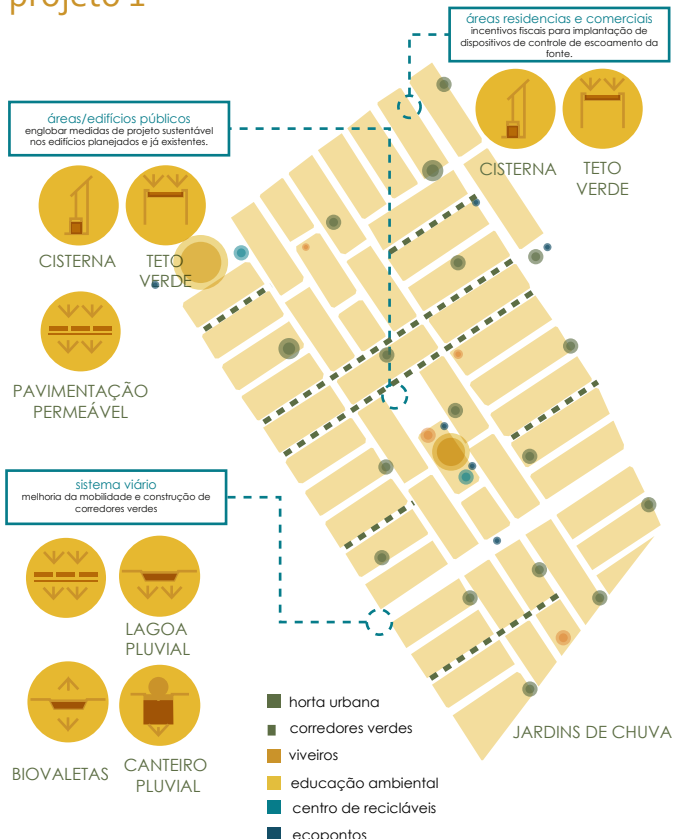 projeto 1
áreas residencias e comerciais
incentivos fiscais para implantação de
dispositivos de controle de escoamento da
fonte.
CISTERNA
TETO
VERDE
áreas/edifícios públicos
englobar medidas de projeto sustentável
nos edifícios planejados e já existentes.
CISTERNA
TETO
VERDE
PAVIMENTAÇÃO
PERMEÁVEL
sistema viário
melhoria da mobilidade e construção de
corredores verdes
LAGOA
PLUVIAL
BIOVALETAS
CANTEIRO
PLUVIAL
horta urbana
corredores verdes
viveiros
educação ambiental
centro de recicláveis
ecopontos
JARDINS DE CHUVA